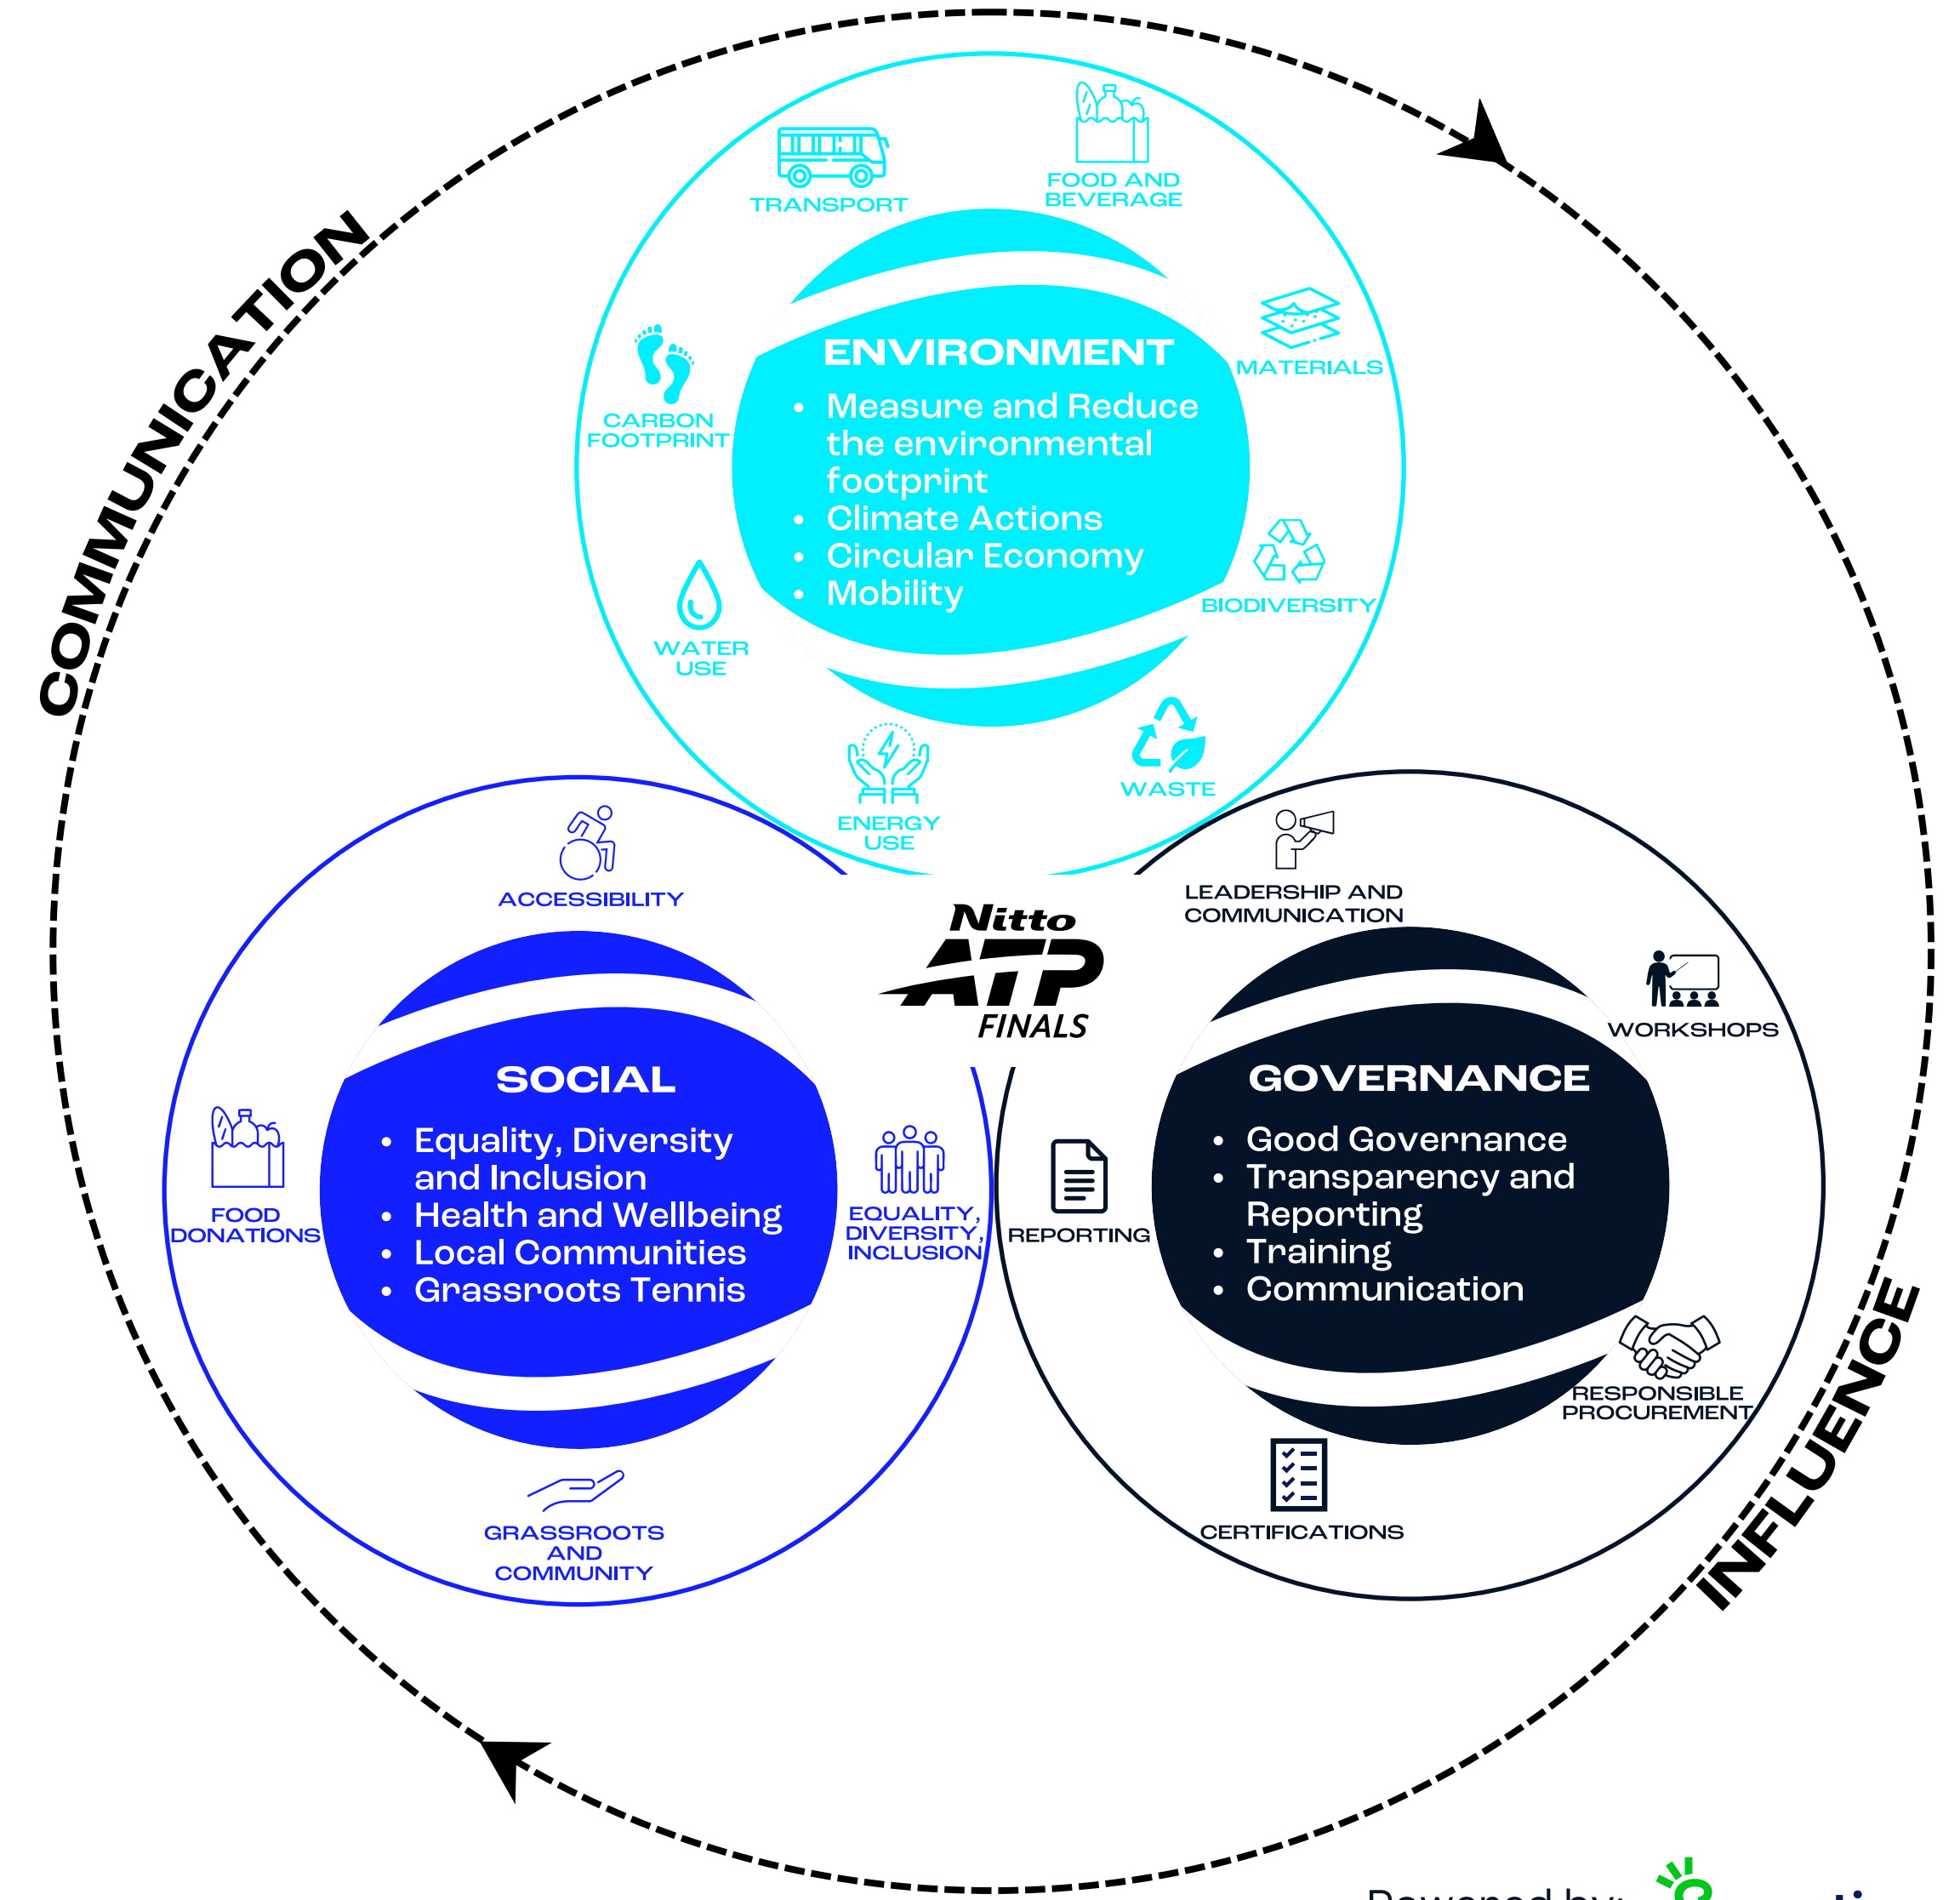 COMMUNICATION
TRANSPORT
FOOD AND
BEVERAGE
MATERIALS
CARBON
FOOTPRINT
BIODIVERSITY
WATER
USE
WASTE
ENERGY
USE
ENVIRONMENT
• Measure and Reduce
the environmental
footprint
• Climate Actions
• Circular Economy
• Mobility
Nitto
ATP
FINALS
ACCESSIBILITY
FOOD
DONATIONS
EQUALITY,
DIVERSITY,
INCLUSION
GRASSROOTS
AND
COMMUNITY
SOCIAL
• Equality, Diversity
and Inclusion
• Health and Wellbeing
• Local Communities
• Grassroots Tennis
LEADERSHIP AND
COMMUNICATION
WORKSHOPS
REPORTING
RESPONSIBLE
PROCUREMENT
CERTIFICATIONS
GOVERNANCE
• Good Governance
• Transparency and
Reporting
• Training
• Communication
INFLUENCE
Powered by: